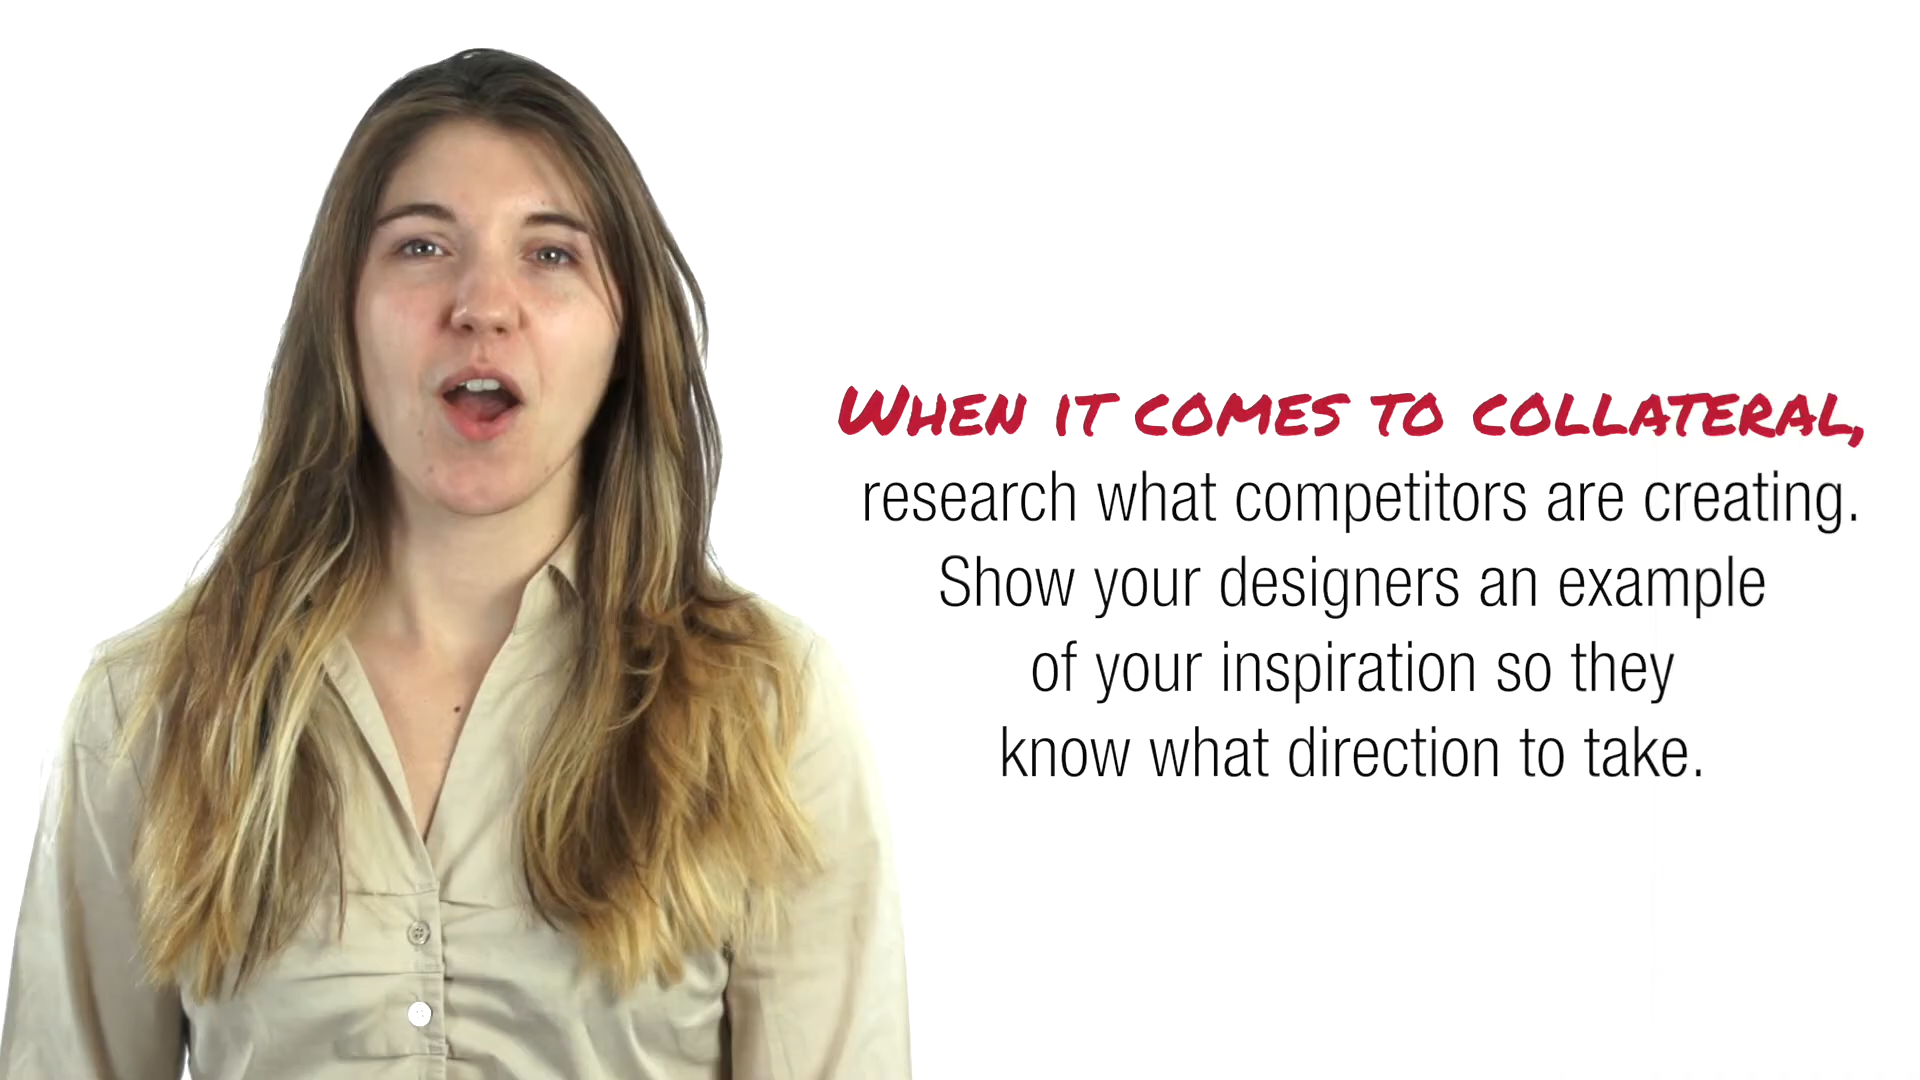 WHEN IT COMES TO COLLATERAL,
research what competitors are creating.
Show your designers an example
of your inspiration so they
know what direction to take.